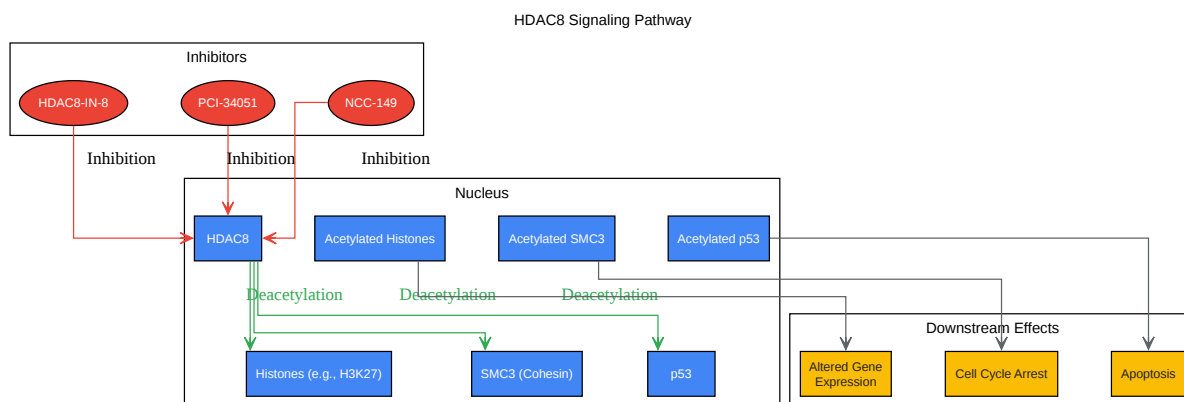 HDAC8 Signaling Pathway
Inhibitors
HDAC8-IN-8
PCI-34051
NCC-149
Inhibition
Inhibition
Inhibition
Nucleus
HDAC8
Acetylated Histones
Acetylated SMC3
Acetylated p53
Deacetylation
Deacetylation
Deacetylation
Downstream Effects
Histones (e.g., H3K27)
SMC3 (Cohesin)
p53
Altered Gene
Expression
Cell Cycle Arrest
Apoptosis